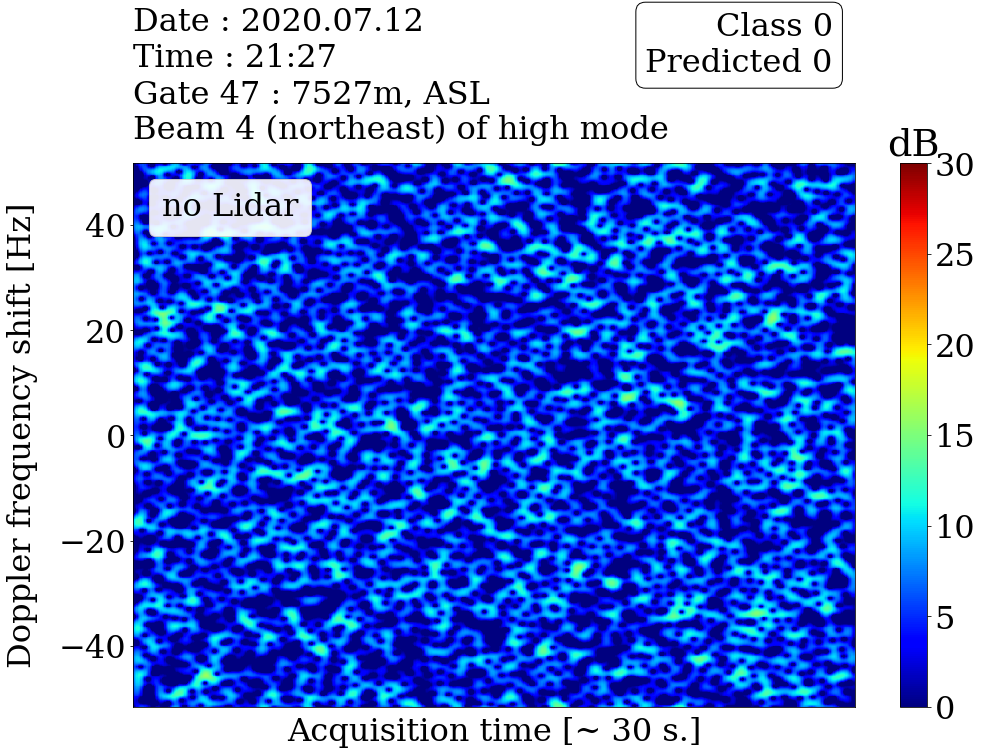 Date : 2020.07.12
Time : 21:27
Gate 47 : 7527m, ASL
Beam 4 (northeast) of high mode
Class 0
Predicted 0
dB
no Lidar
Doppler frequency shift [Hz]
40
20
0
−20
−40
30
25
20
15
10
5
0
Acquisition time [~ 30 s.]